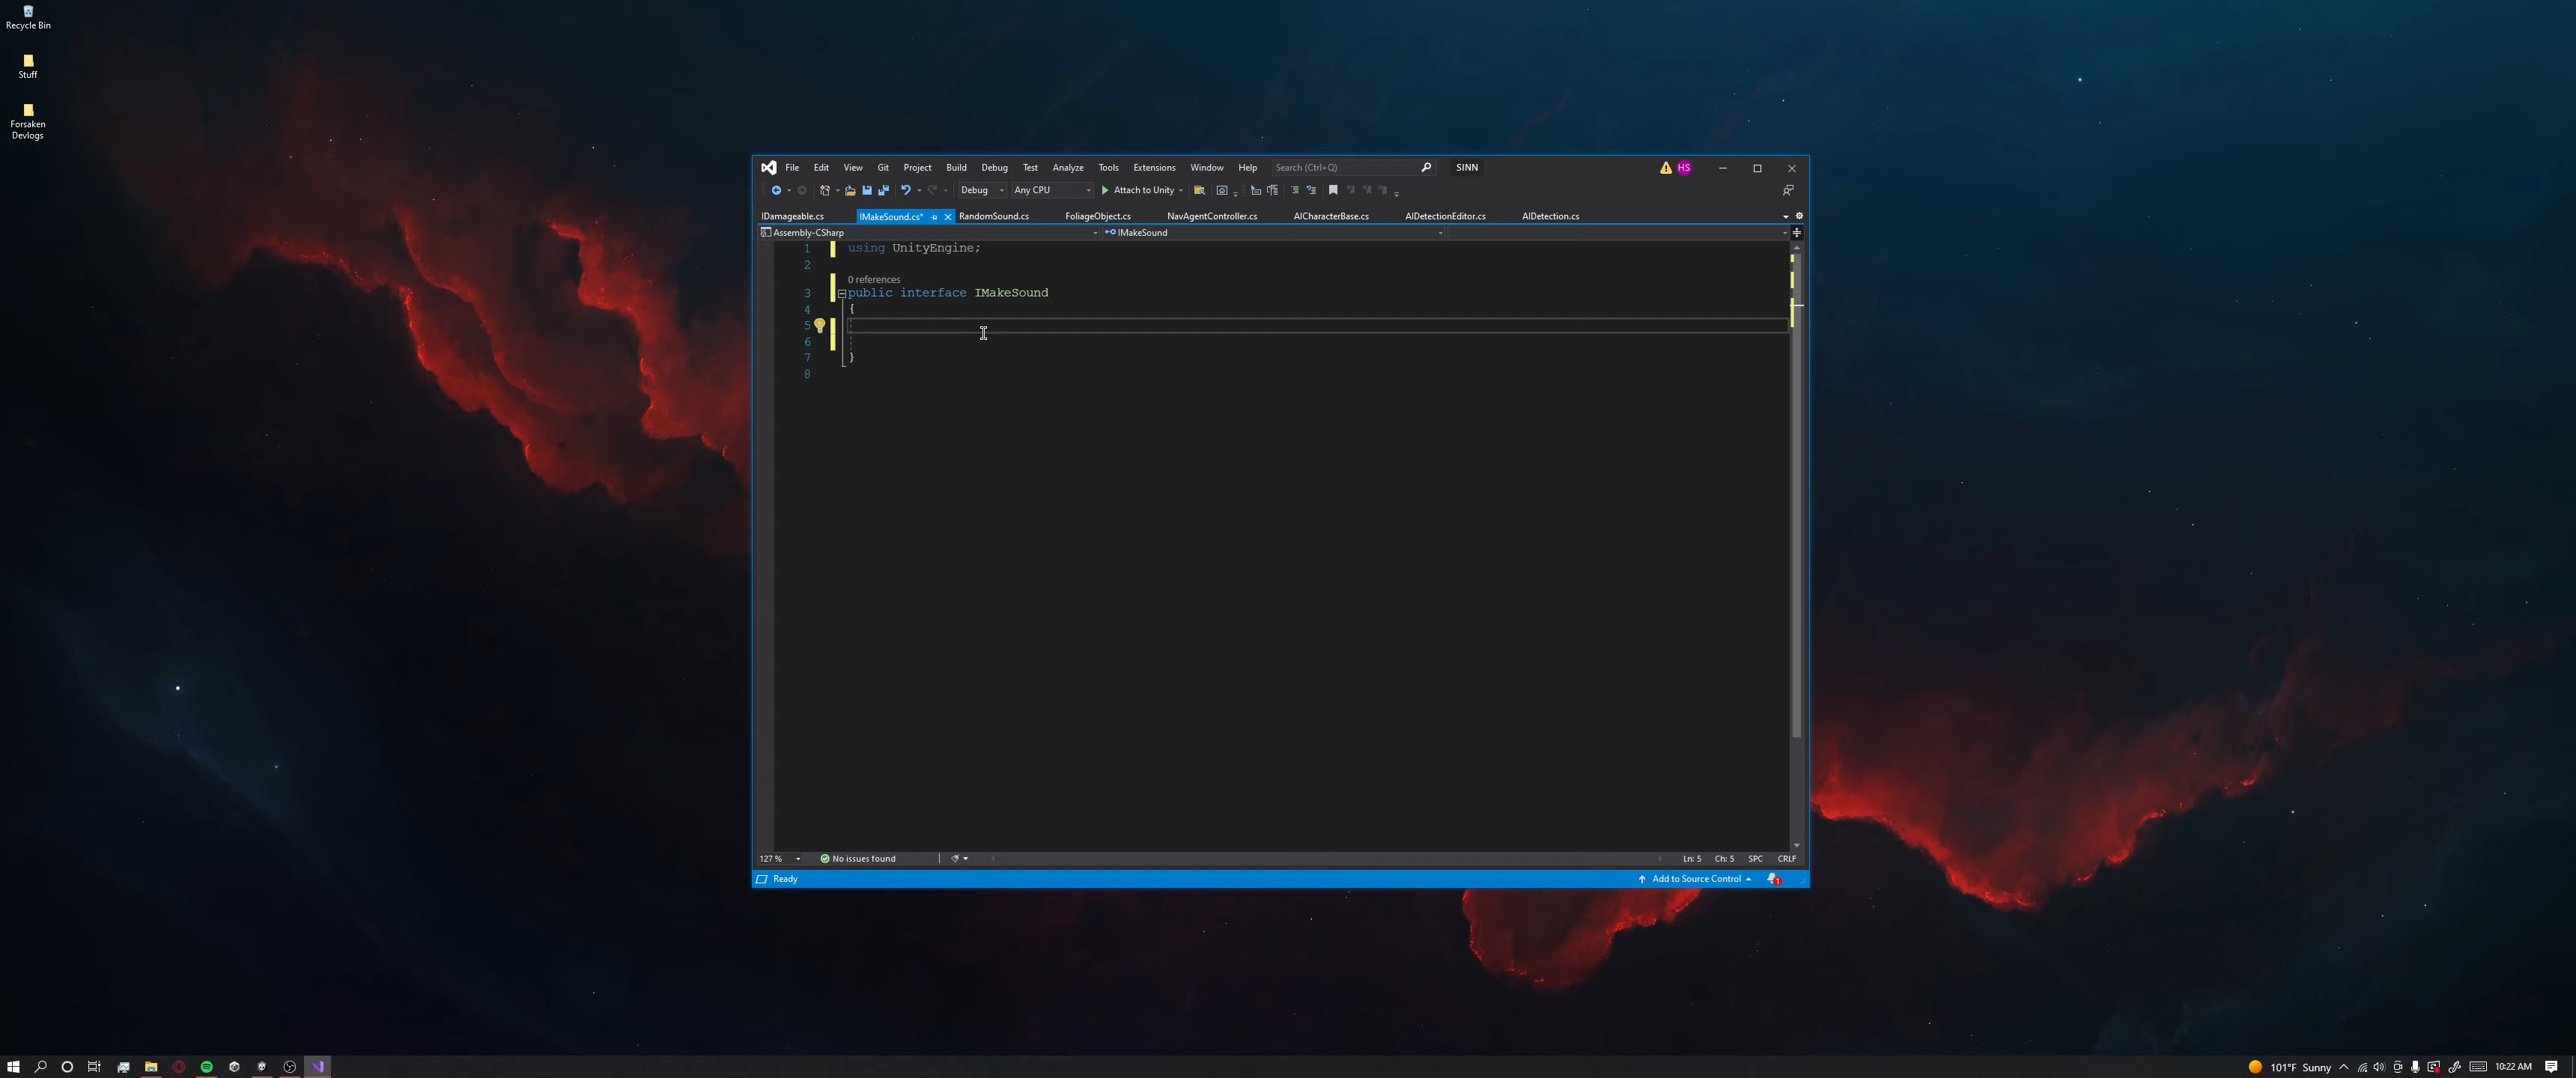 Recycle Bin
Stuff
Forsaken
Devlogs
File Edit View Git Project Build Debug Test Analyze Tools Extensions Window Help Search (Ctrl+Q) SINN HS
Debug Any CPU Attach to Unity
IDamageable.cs IMakeSound.cs* RandomSound.cs FoliageObject.cs NavAgentController.cs AICharacterBase.cs AIDetectionEditor.cs AIDetection.cs
Assembly-CSharp IMakeSound
1 using UnityEngine;
2
0 references
3 public interface IMakeSound
4 {
5
6
7 }
8
127 % No issues found Ln: 5 Ch: 5 SPC CRLF
Ready Add to Source Control 1
101°F Sunny 10:22 AM